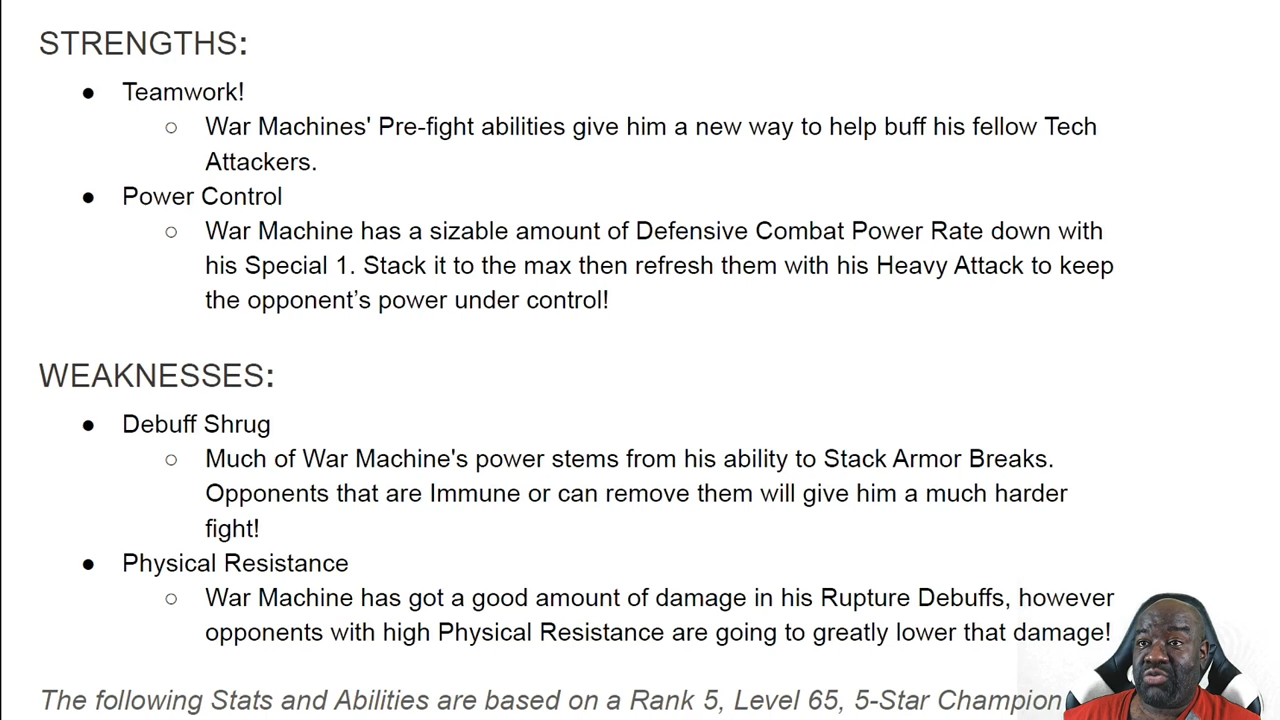 STRENGTHS:
● Teamwork!
○ War Machines' Pre-fight abilities give him a new way to help buff his fellow Tech
Attackers.
● Power Control
○ War Machine has a sizable amount of Defensive Combat Power Rate down with
his Special 1. Stack it to the max then refresh them with his Heavy Attack to keep
the opponent’s power under control!
WEAKNESSES:
● Debuff Shrug
○ Much of War Machine's power stems from his ability to Stack Armor Breaks.
Opponents that are Immune or can remove them will give him a much harder
fight!
● Physical Resistance
○ War Machine has got a good amount of damage in his Rupture Debuffs, however
opponents with high Physical Resistance are going to greatly lower that damage!
The following Stats and Abilities are based on a Rank 5, Level 65, 5-Star Champion